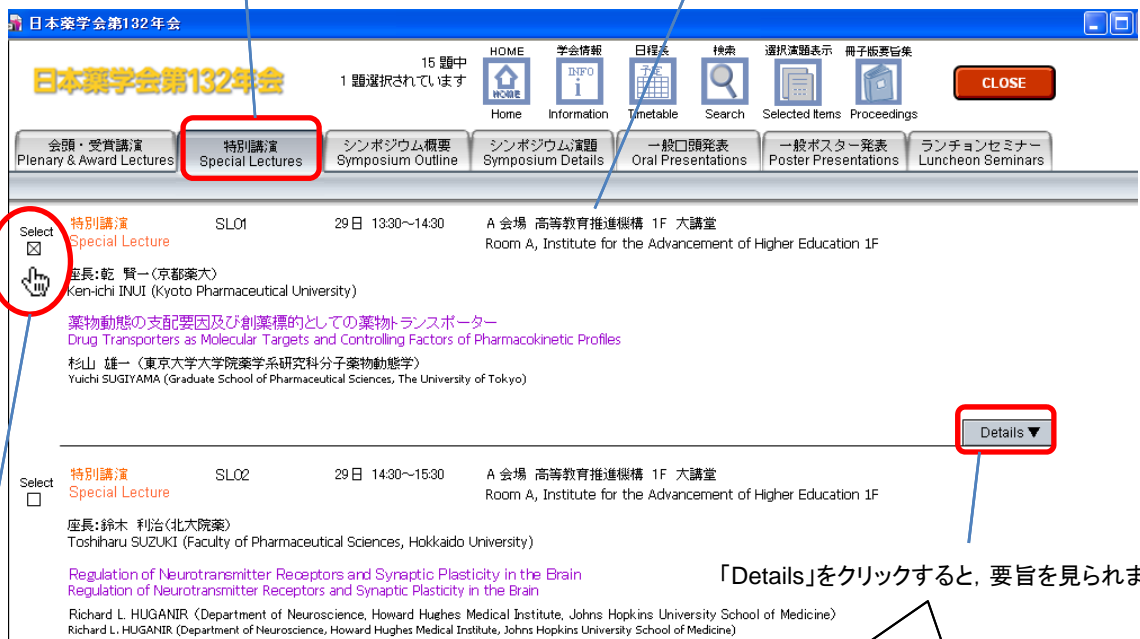 日本薬学会第132年会
日本薬学会第132年会
15 題中
1 題選択されています
HOME
Home
学会情報
INFO
i
Information
日程表
予定
Timetable
検索
Search
選択演題表示
Selected Items
冊子版要旨集
Proceedings
CLOSE
会頭・受賞講演
Plenary & Award Lectures
特別講演
Special Lectures
シンポジウム概要
Symposium Outline
シンポジウム演題
Symposium Details
一般口頭発表
Oral Presentations
一般ポスター発表
Poster Presentations
ランチョンセミナー
Luncheon Seminars
Select
特別講演 SL01 29日 13:30～14:30 A 会場 高等教育推進機構 1F 大講堂
Special Lecture Room A, Institute for the Advancement of Higher Education 1F
座長:乾 賢一(京都薬大)
Ken-ichi INUI (Kyoto Pharmaceutical University)
薬物動態の支配要因及び創薬標的としての薬物トランスポーター
Drug Transporters as Molecular Targets and Controlling Factors of Pharmacokinetic Profiles
杉山 雄一（東京大学大学院薬学系研究科分子薬物動態学）
Yuichi SUGIYAMA (Graduate School of Pharmaceutical Sciences, The University of Tokyo)
Details▼
Select
特別講演 SL02 29日 14:30～15:30 A 会場 高等教育推進機構 1F 大講堂
Special Lecture Room A, Institute for the Advancement of Higher Education 1F
座長:鈴木 利治(北大院薬)
Toshiharu SUZUKI (Faculty of Pharmaceutical Sciences, Hokkaido University)
Regulation of Neurotransmitter Receptors and Synaptic Plasticity in the Brain
Regulation of Neurotransmitter Receptors and Synaptic Plasticity in the Brain
Richard L. HUGANIR (Department of Neuroscience, Howard Hughes Medical Institute, Johns Hopkins University School of Medicine)
Richard L. HUGANIR (Department of Neuroscience, Howard Hughes Medical Institute, Johns Hopkins University School of Medicine)
「Details」をクリックすると，要旨を見られま